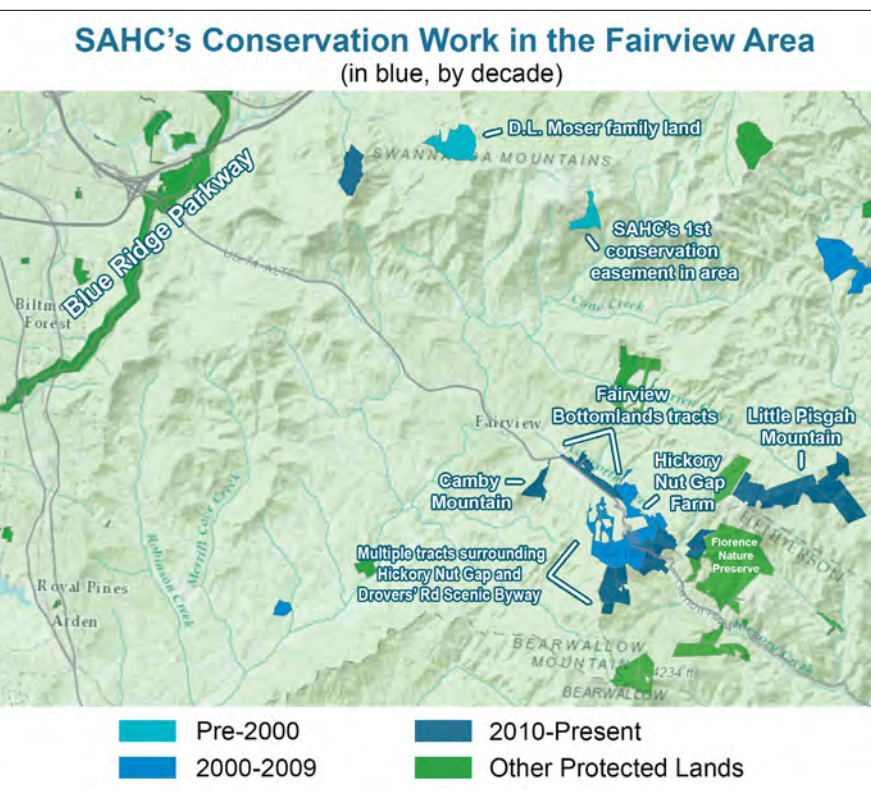 SAHC's Conservation Work in the Fairview Area
(in blue, by decade)
D.L. Moser family land
MOUNTAINS
Blue Ridge Parkway
SAHC's 1st
conservation
easement in area
US 74 ALT
Cane Creek
Forest
Fairview
Fairview
Bottomlands tracts
Little Pisgah
Mountain
Camby
Mountain
Hickory
Nut Gap
Farm
Merrill Cove Creek
Robinson Creek
Multiple tracts surrounding
Hickory Nut Gap and
Drovers' Rd Scenic Byway
Florence
Nature
Preserve
Royal Pines
Arden
BEARWALLOW
MOUNTAIN
4234 ft
BEARWALLOW
Pre-2000
2010-Present
2000-2009
Other Protected Lands